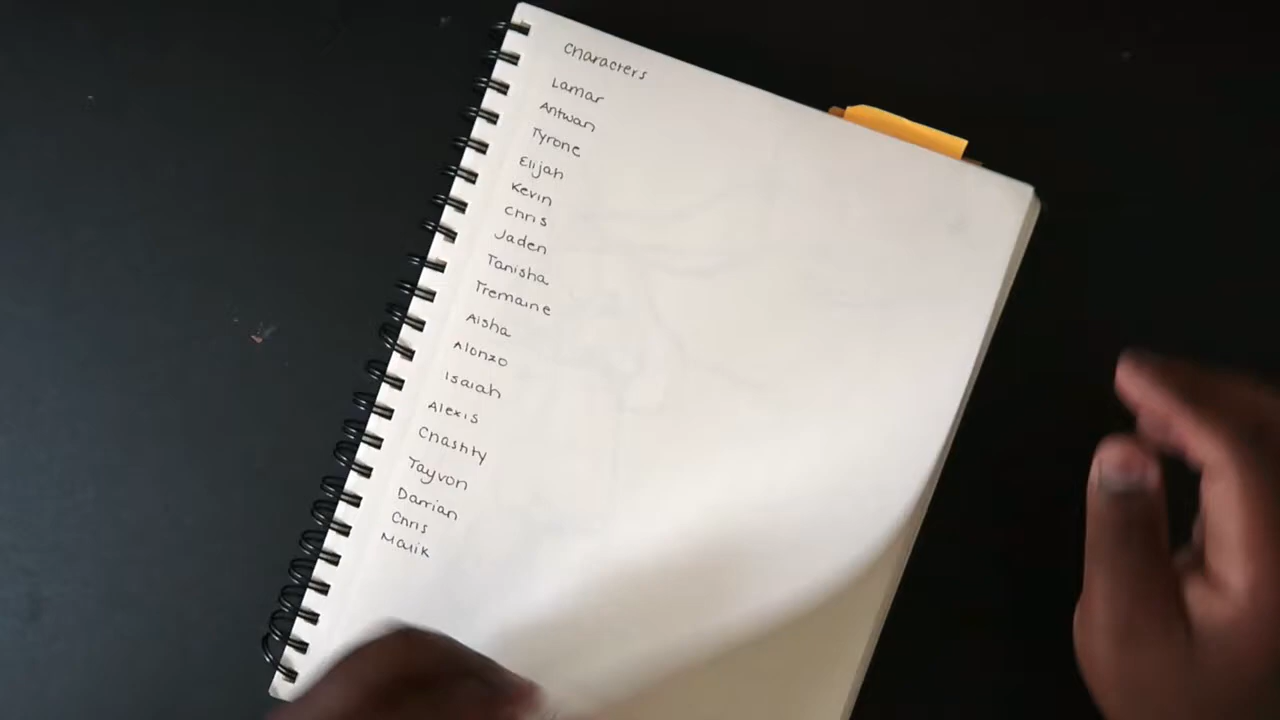 Characters
Lamar
Antwan
Tyrone
Elijah
Kevin
Chris
Jaden
Tanisha
Tremaine
Aisha
Alonzo
Isaiah
Alexis
Chashty
Tayvon
Darrian
Chris
Malik